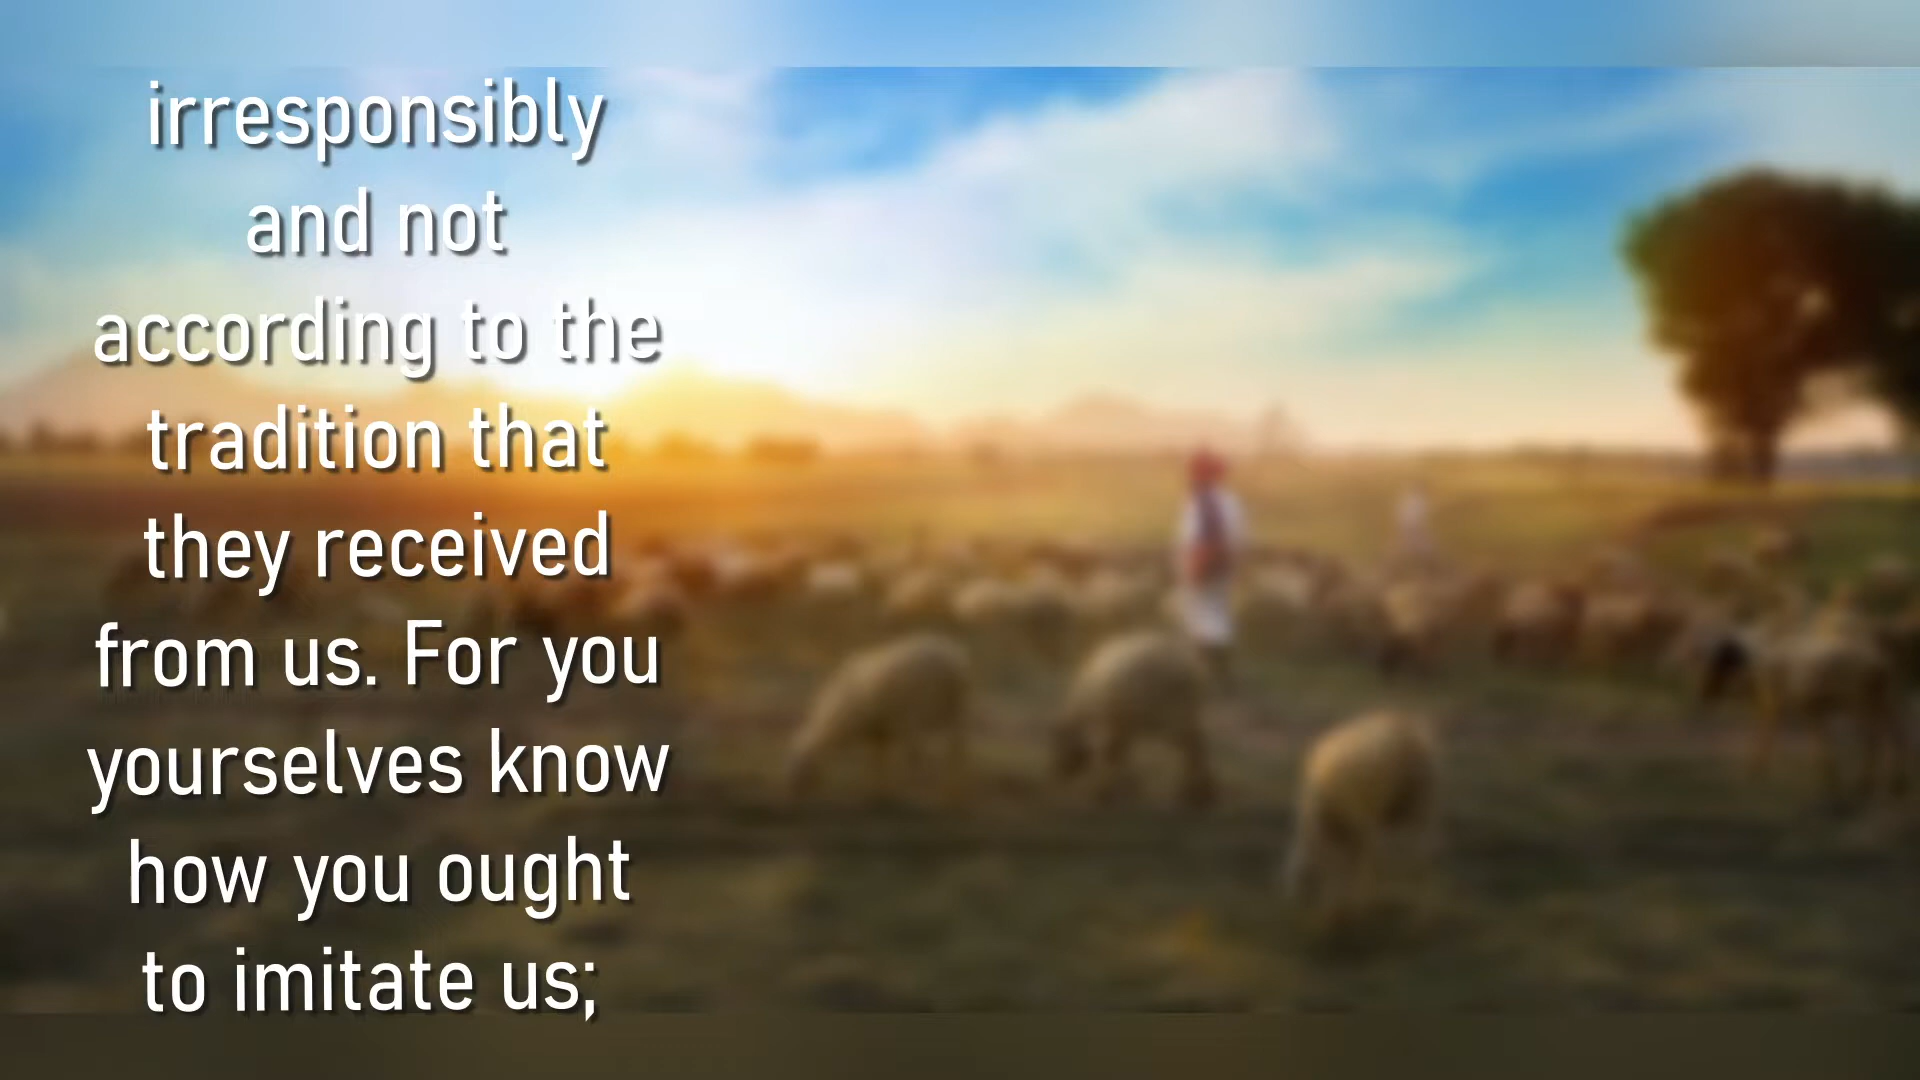 irresponsibly
and not
according to the
tradition that
they received
from us. For you
yourselves know
how you ought
to imitate us;